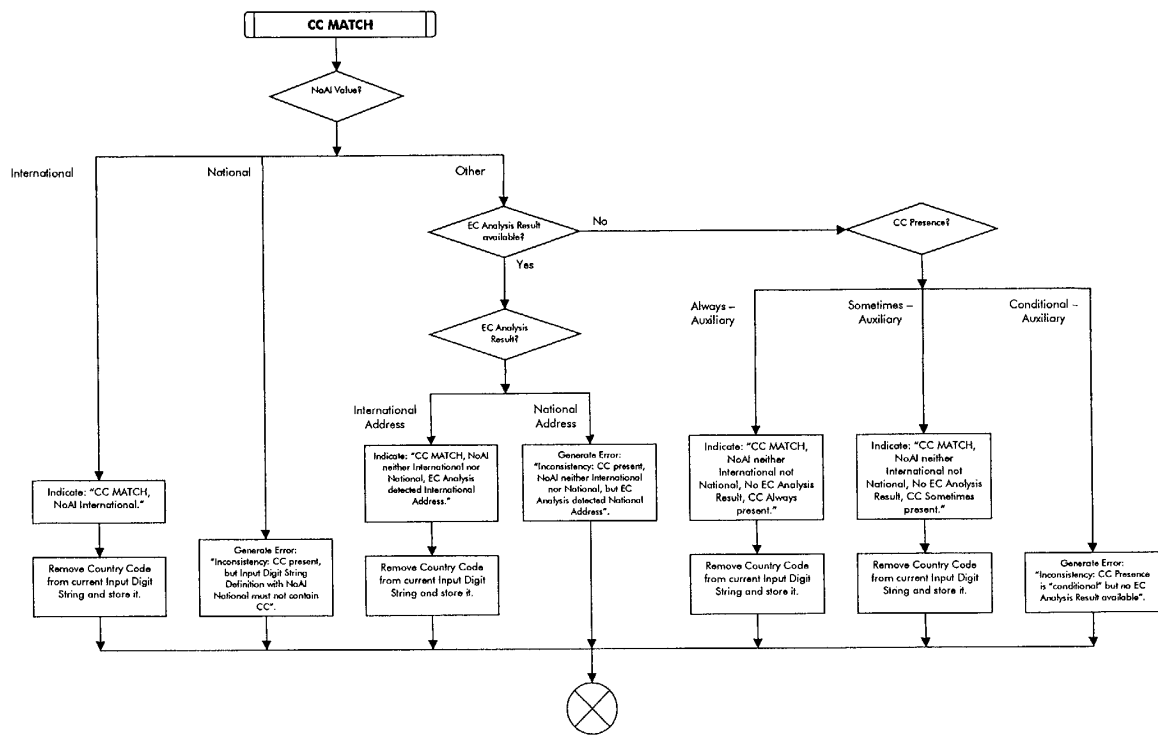 CC MATCH
NoAI Value?
International
National
Other
EC Analysis Result
available?
No
CC Presence?
Yes
EC Analysis
Result?
Always –
Auxiliary
Sometimes –
Auxiliary
Conditional –
Auxiliary
International
Address
National
Address
Indicate: “CC MATCH,
NoAI International.”
Remove Country Code
from current Input Digit
String and store it.
Generate Error:
“Inconsistency: CC present,
but Input Digit String
Definition with NoAI
National must not contain
CC”.
Indicate: “CC MATCH, NoAI
neither International nor
National, EC Analysis
detected International
Address.”
Remove Country Code
from current Input Digit
String and store it.
Generate Error:
“Inconsistency: CC present,
NoAI neither International
nor National, but EC
Analysis detected National
Address”.
Indicate: “CC MATCH,
NoAI neither
International not
National, No EC Analysis
Result, CC Always
present.”
Remove Country Code
from current Input Digit
String and store it.
Indicate: “CC MATCH,
NoAI neither
International not
National, No EC Analysis
Result, CC Sometimes
present.”
Remove Country Code
from current Input Digit
String and store it.
Generate Error:
“Inconsistency: CC Presence
is “conditional” but no EC
Analysis Result available”.